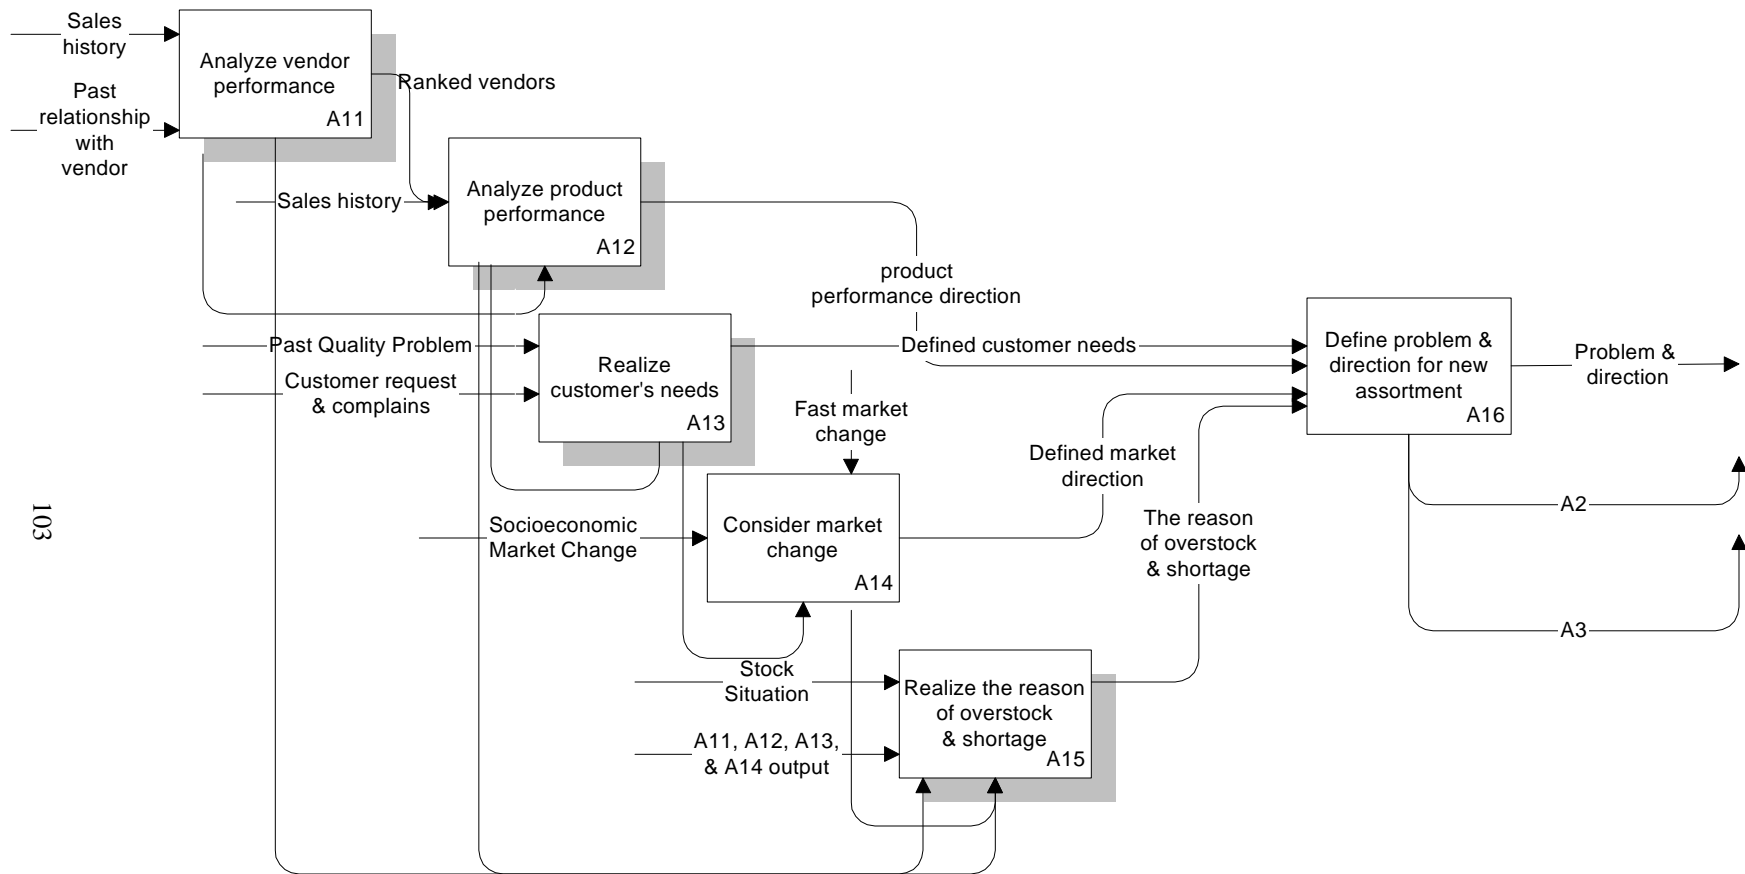 Sales
history
Past
relationship
with
vendor
Analyze vendor
performance
A11
Ranked vendors
Sales history
Analyze product
performance
A12
product
performance direction
Past Quality Problem
Customer request
& complains
Realize
customer's needs
A13
Defined customer needs
Fast market
change
Define problem &
direction for new
assortment
A16
Problem &
direction
Defined market
direction
Socioeconomic
Market Change
Consider market
change
A14
The reason
of overstock
& shortage
A2
A3
Stock
Situation
A11, A12, A13,
& A14 output
Realize the reason
of overstock
& shortage
A15
103